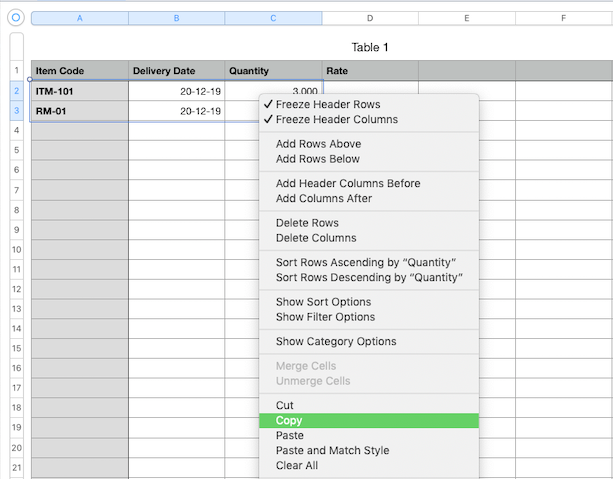 A B C D E F
Table 1
1 Item Code Delivery Date Quantity Rate
2 ITM-101 20-12-19 3,000
3 RM-01 20-12-19
✓ Freeze Header Rows
✓ Freeze Header Columns
4
Add Rows Above
5 Add Rows Below
6
7 Add Header Columns Before
Add Columns After
8
9 Delete Rows
Delete Columns
10
11 Sort Rows Ascending by “Quantity”
Sort Rows Descending by “Quantity”
12
13 Show Sort Options
Show Filter Options
14
15 Show Category Options
16 Merge Cells
17 Unmerge Cells
18 Cut
Copy
19 Paste
20 Paste and Match Style
21 Clear All